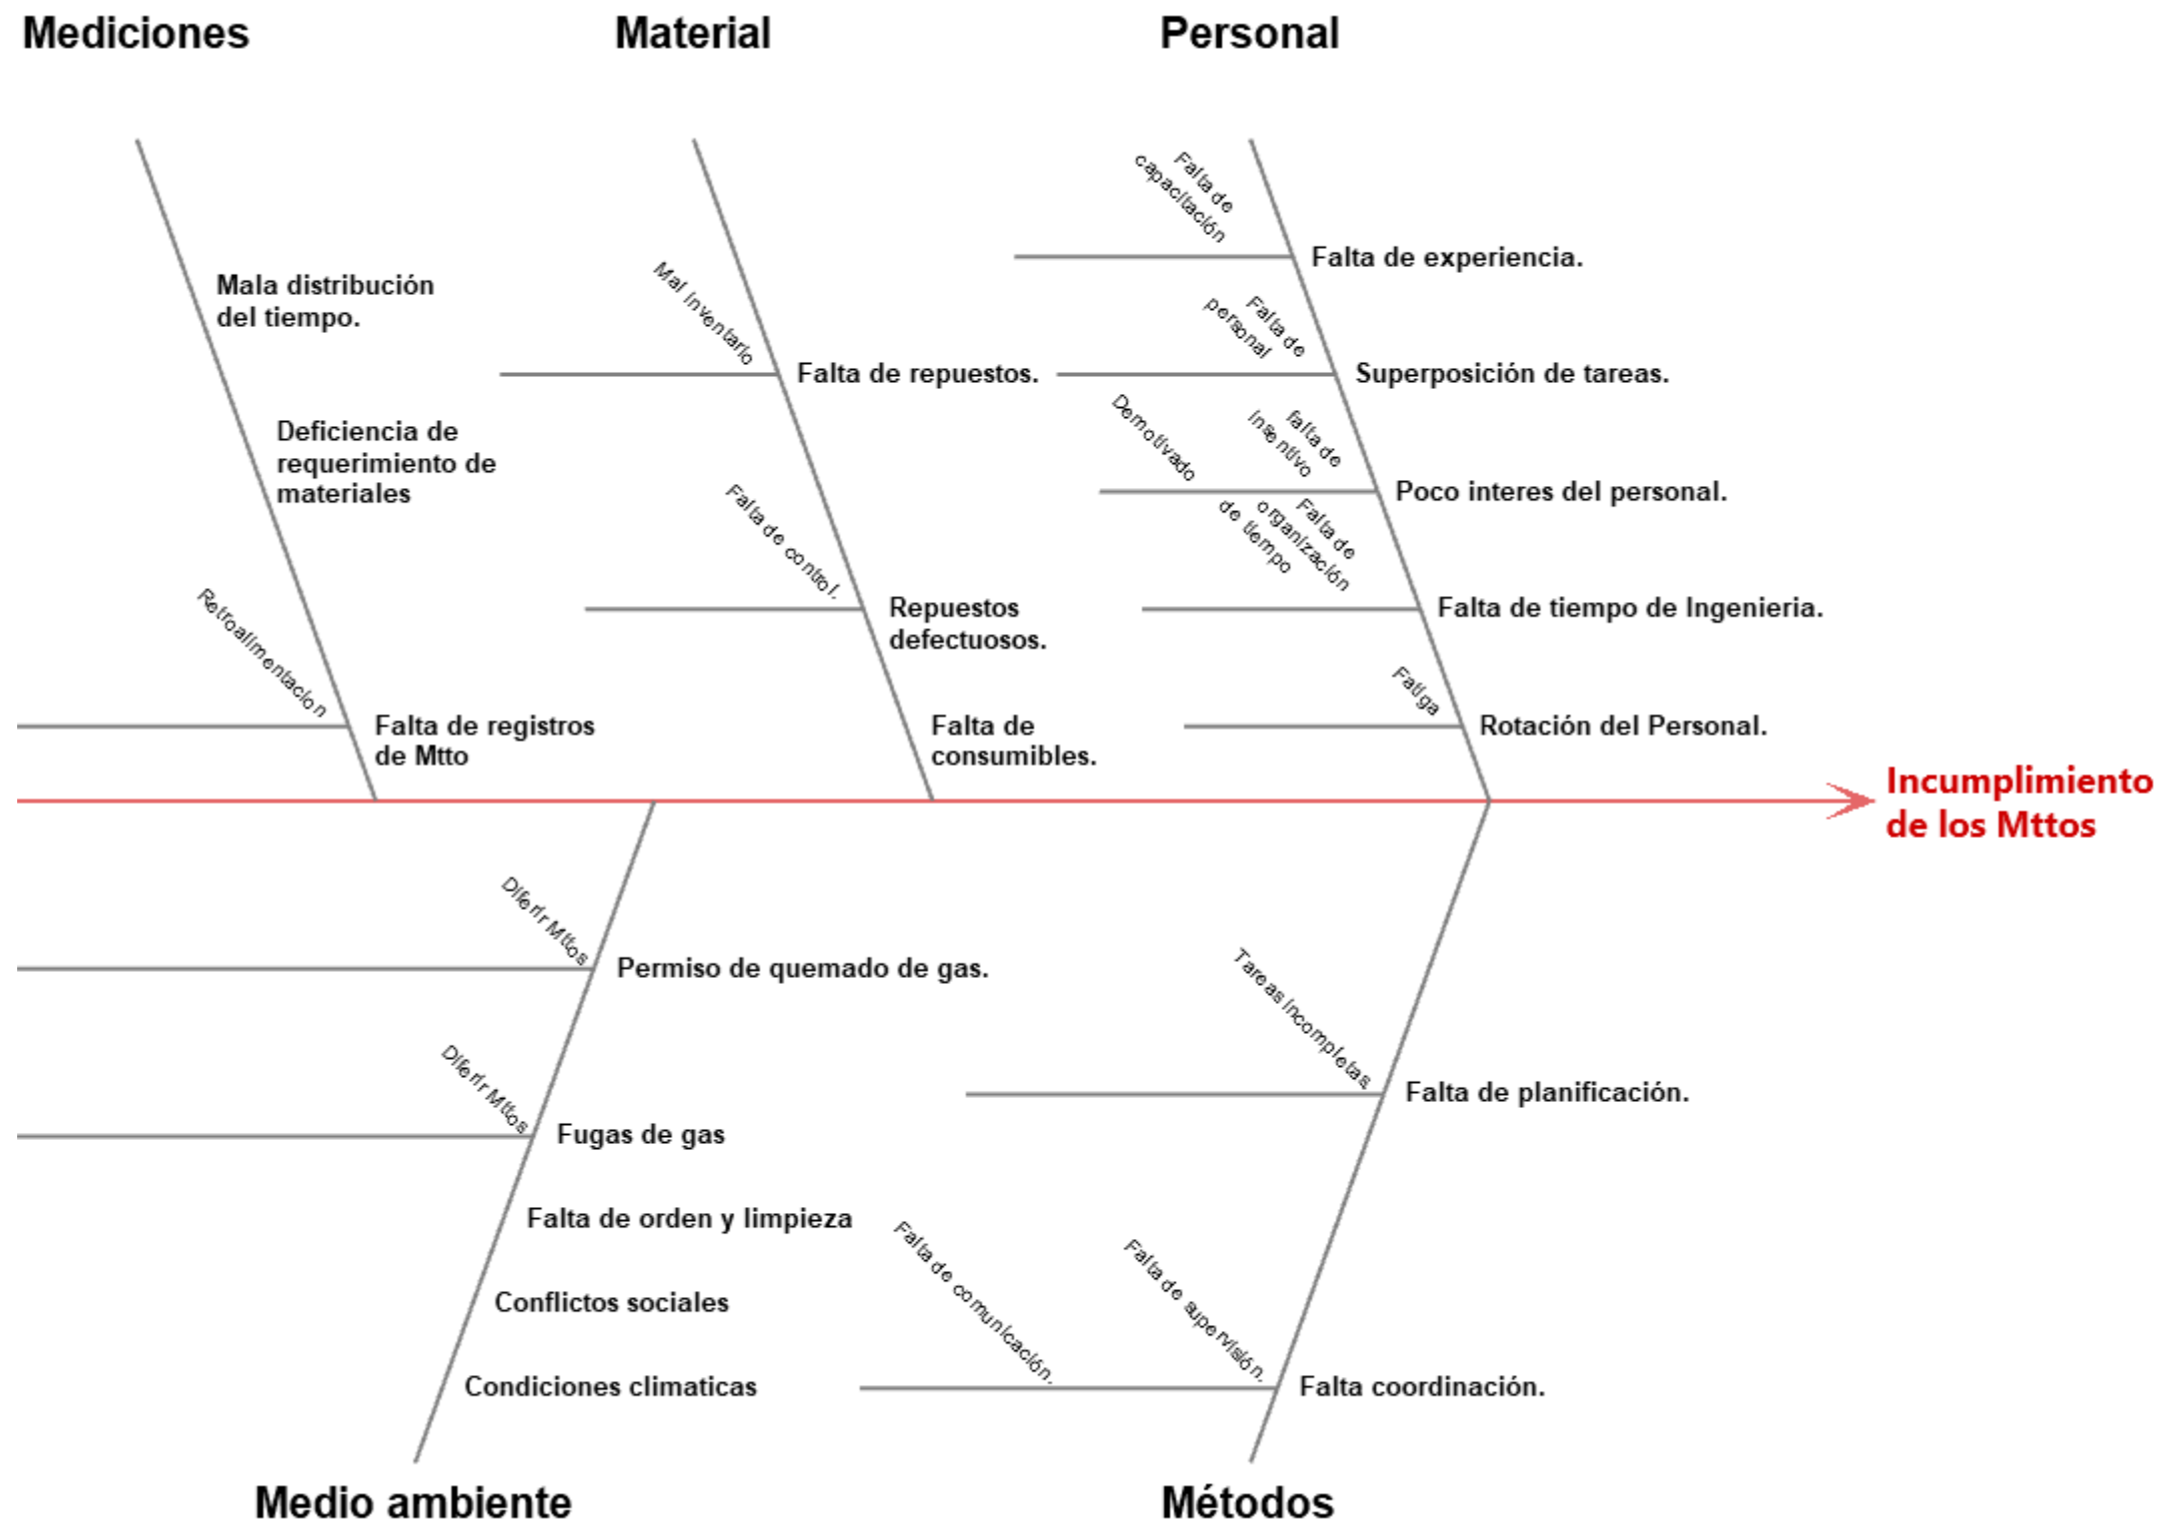 Mediciones
Material
Personal
Falta de
capacitación
Falta de experiencia.
Mala distribución
del tiempo.
Mal inventario
Falta de repuestos.
Falta de
personal
Superposición de tareas.
Deficiencia de
requerimiento de
materiales
Demotivado
falta de
insentivo
Poco interes del personal.
Falta de control.
Repuestos
defectuosos.
Falta de
organización
de tiempo
Falta de tiempo de Ingenieria.
Retroalimentacion
Falta de registros
de Mtto
Falta de
consumibles.
Fatiga
Rotación del Personal.
Incumplimiento
de los Mttos
Diferir Mttos
Permiso de quemado de gas.
Tareas incompletas.
Falta de planificación.
Diferir Mttos
Fugas de gas
Falta de orden y limpieza
Conflictos sociales
Condiciones climaticas
Falta de comunicación.
Falta de supervisión.
Falta coordinación.
Medio ambiente
Métodos